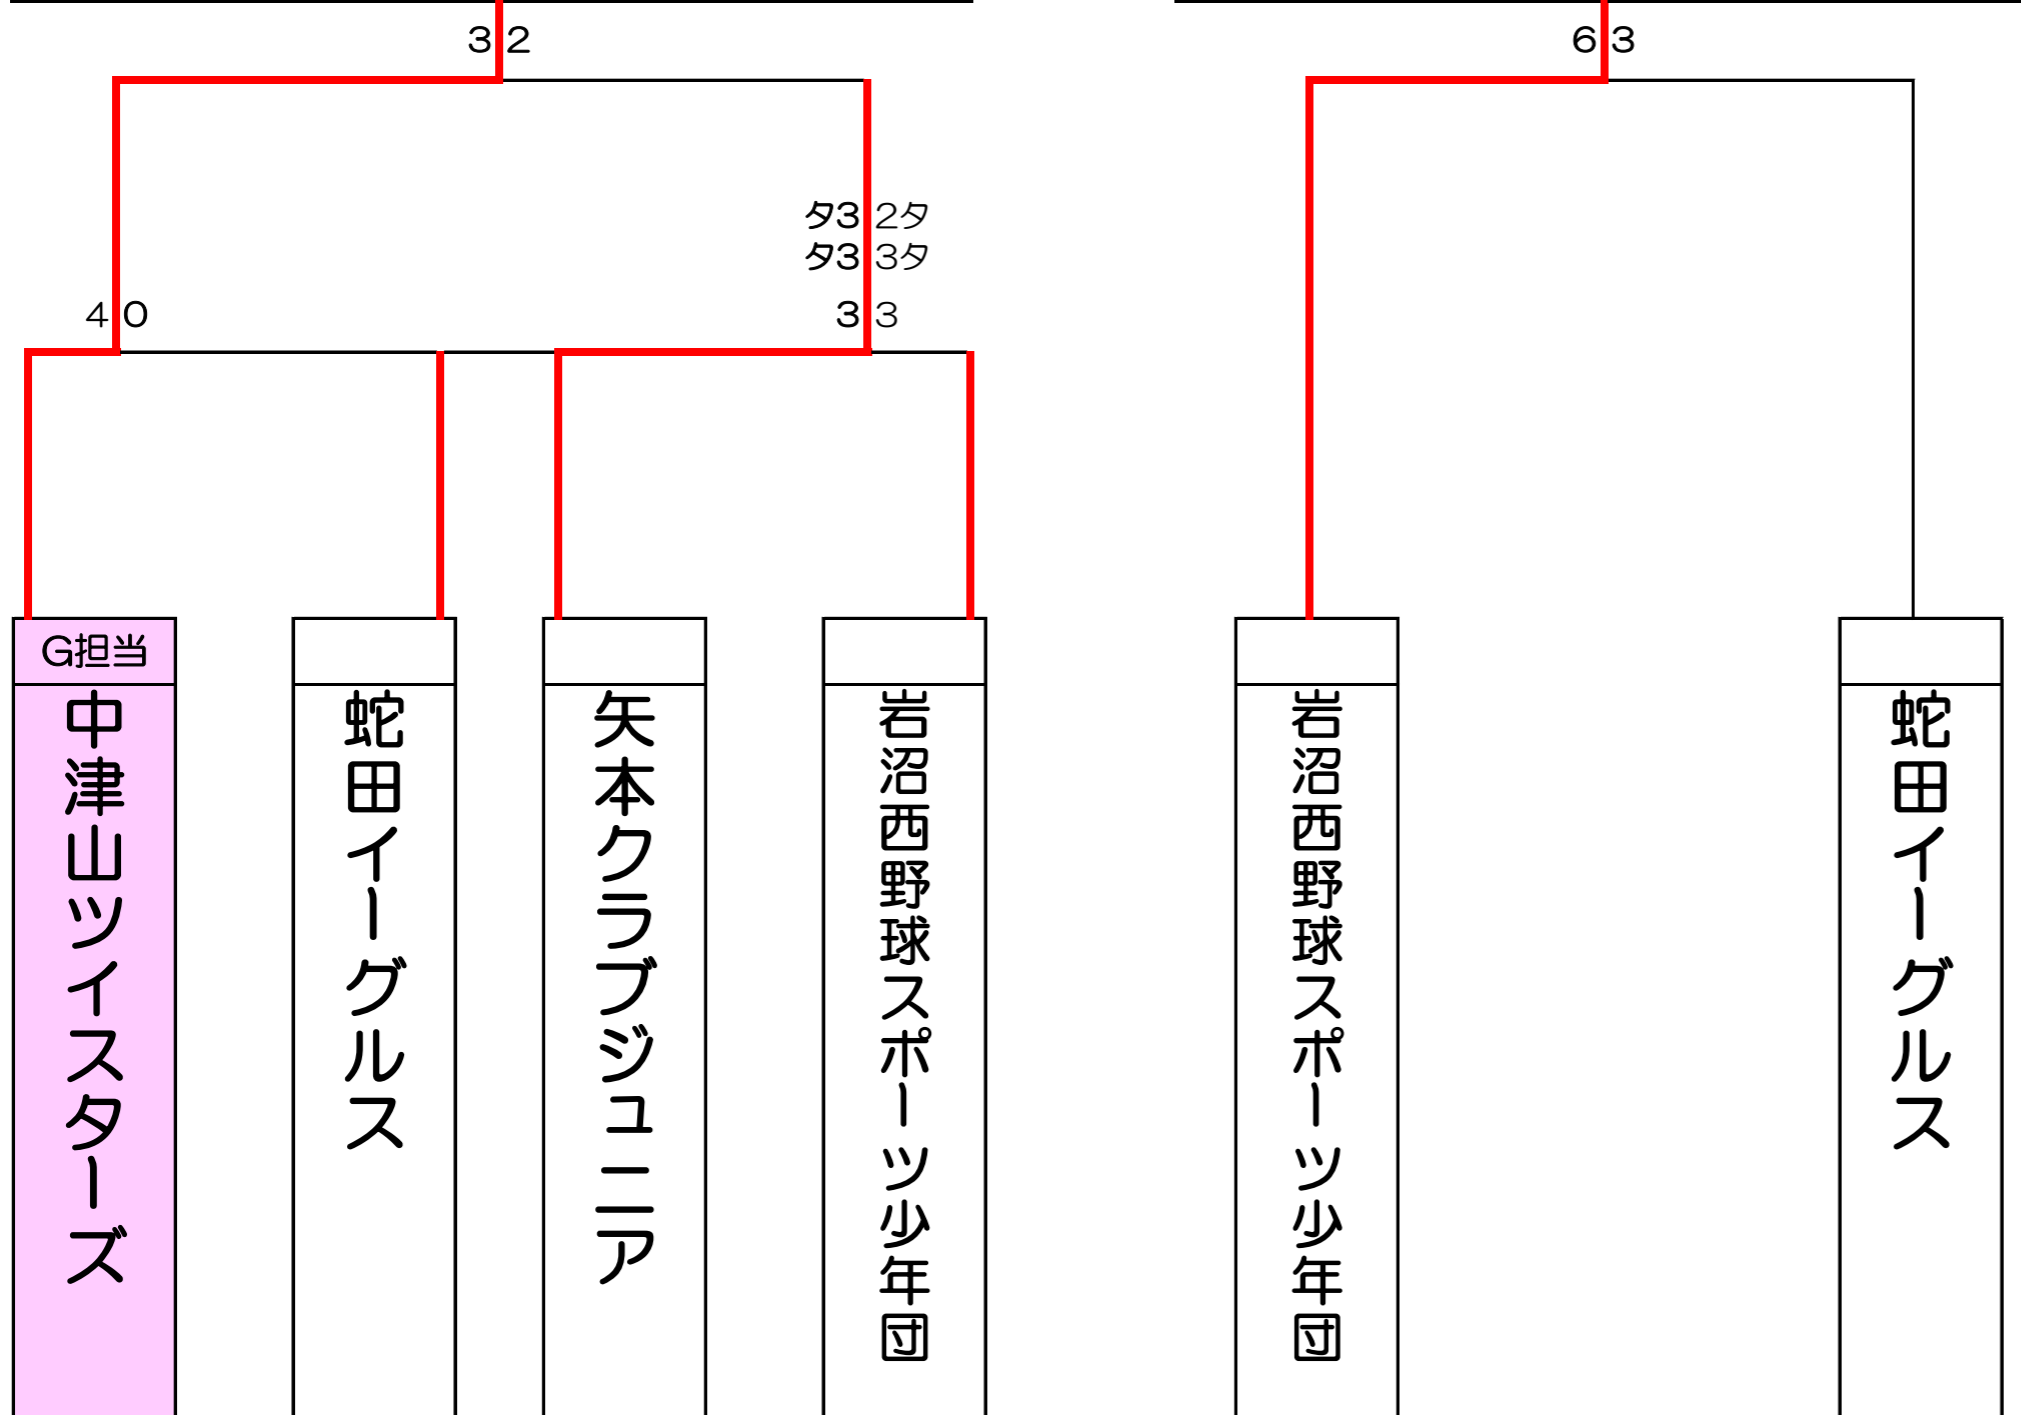 3 2
6 3
タ3 2タ
タ3 3タ
4 0
3 3
G担当
中津山ツイスターズ
蛇田イーグルス
矢本クラブジュニア
岩沼西野球スポーツ少年団
岩沼西野球スポーツ少年団
蛇田イーグルス